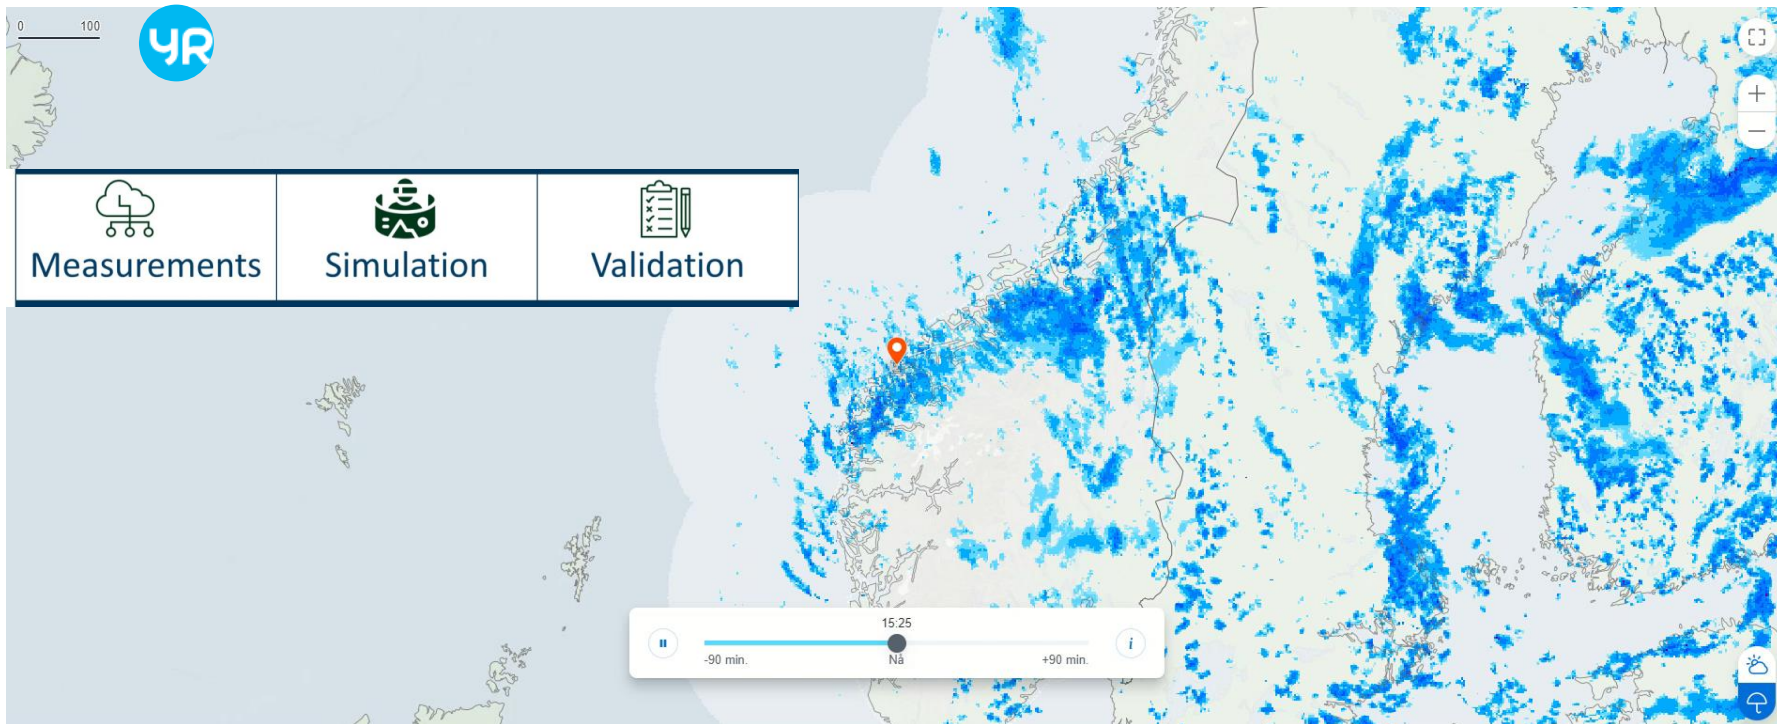 0 100
YR
Measurements Simulation Validation
15:25
-90 min. Nå +90 min.
i